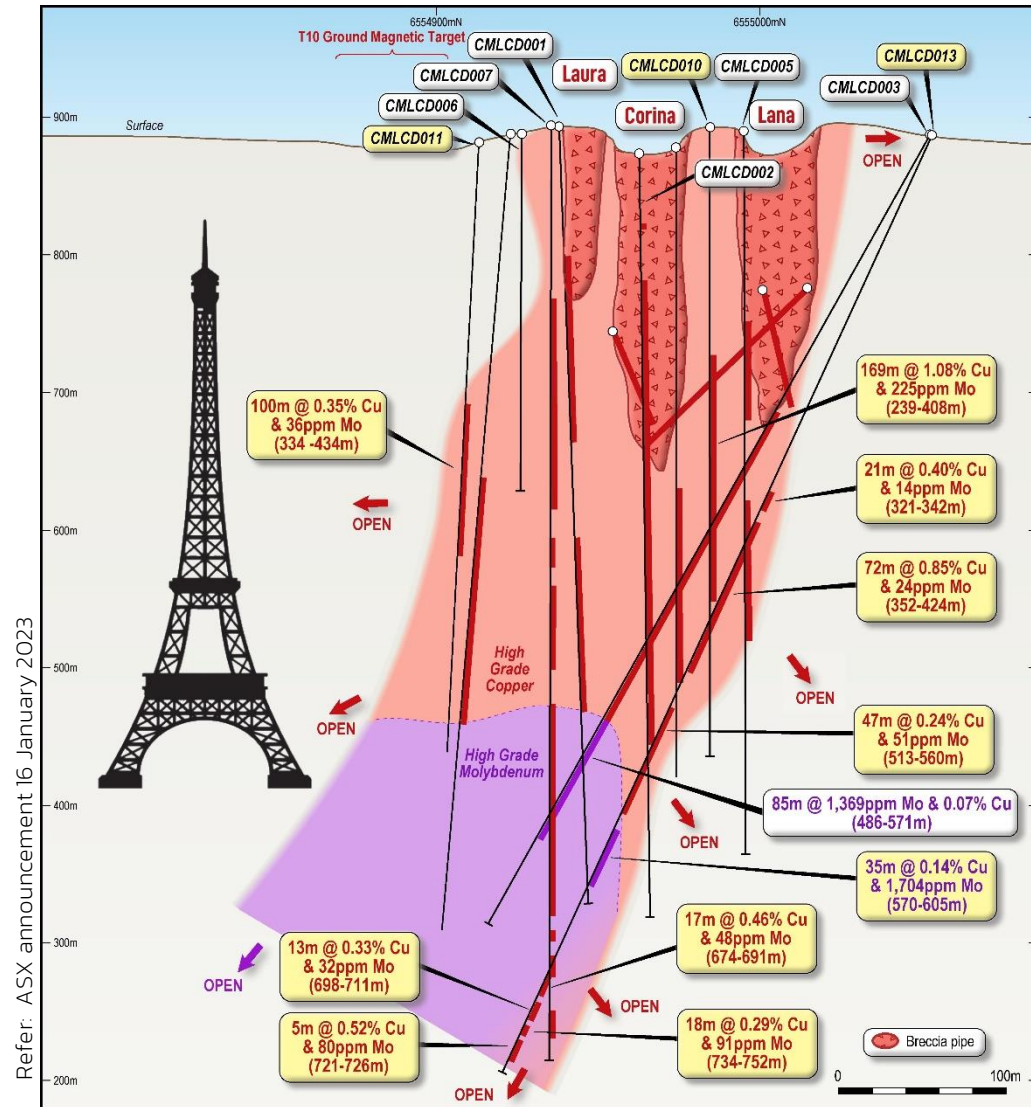 6554900mN
6555000mN
T10 Ground Magnetic Target
CMLCD001
CMLCD007
CMLCD006
CMLCD011
Laura
Corina
Lana
CMLCD010
CMLCD005
CMLCD013
CMLCD003
CMLCD002
900m
Surface
OPEN
800m
700m
600m
500m
400m
300m
200m
100m @ 0.35% Cu
& 36ppm Mo
(334 -434m)
OPEN
169m @ 1.08% Cu
& 225ppm Mo
(239-408m)
21m @ 0.40% Cu
& 14ppm Mo
(321-342m)
72m @ 0.85% Cu
& 24ppm Mo
(352-424m)
High
Grade
Copper
OPEN
OPEN
High Grade
Molybdenum
47m @ 0.24% Cu
& 51ppm Mo
(513-560m)
85m @ 1,369ppm Mo & 0.07% Cu
(486-571m)
OPEN
35m @ 0.14% Cu
& 1,704ppm Mo
(570-605m)
17m @ 0.46% Cu
& 48ppm Mo
(674-691m)
13m @ 0.33% Cu
& 32ppm Mo
(698-711m)
OPEN
OPEN
5m @ 0.52% Cu
& 80ppm Mo
(721-726m)
18m @ 0.29% Cu
& 91ppm Mo
(734-752m)
OPEN
Breccia pipe
0
100m
Refer: ASX announcement 16 January 2023